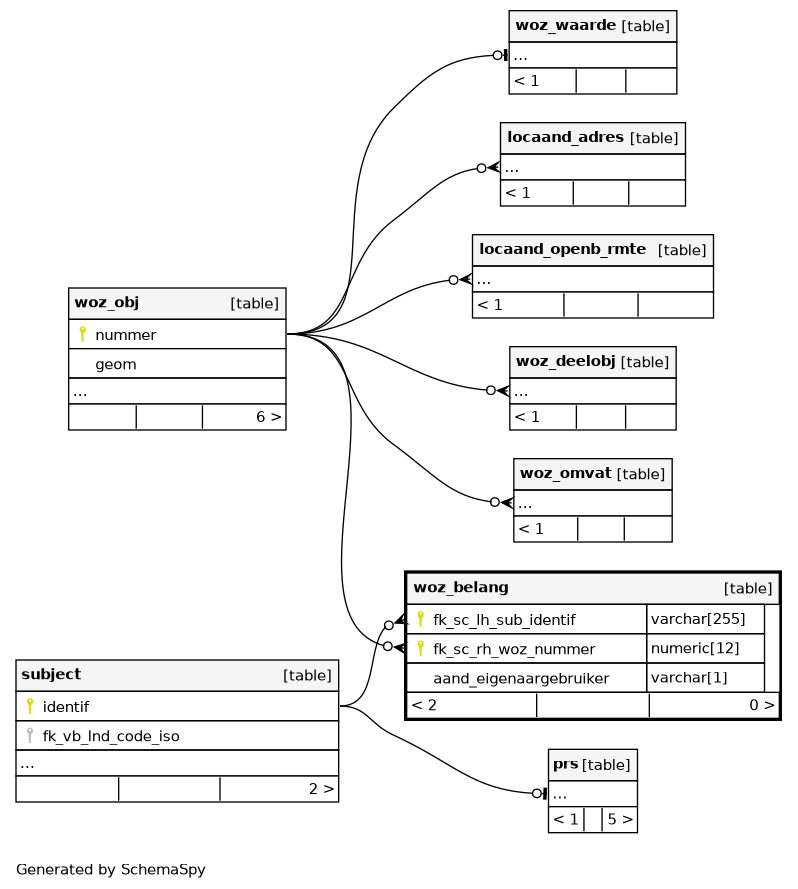 woz_waarde [table]
...
< 1
locaand_adres [table]
...
< 1
locaand_openb_rmte [table]
...
< 1
woz_obj [table]
nummer
geom
...
6 >
woz_deelobj [table]
...
< 1
woz_omvat [table]
...
< 1
woz_belang [table]
fk_sc_lh_sub_identif varchar[255]
fk_sc_rh_woz_nummer numeric[12]
aand_eigenaargebruiker varchar[1]
< 2 0 >
subject [table]
identif
fk_vb_lnd_code_iso
...
2 >
prs [table]
...
< 1 5 >
Generated by SchemaSpy